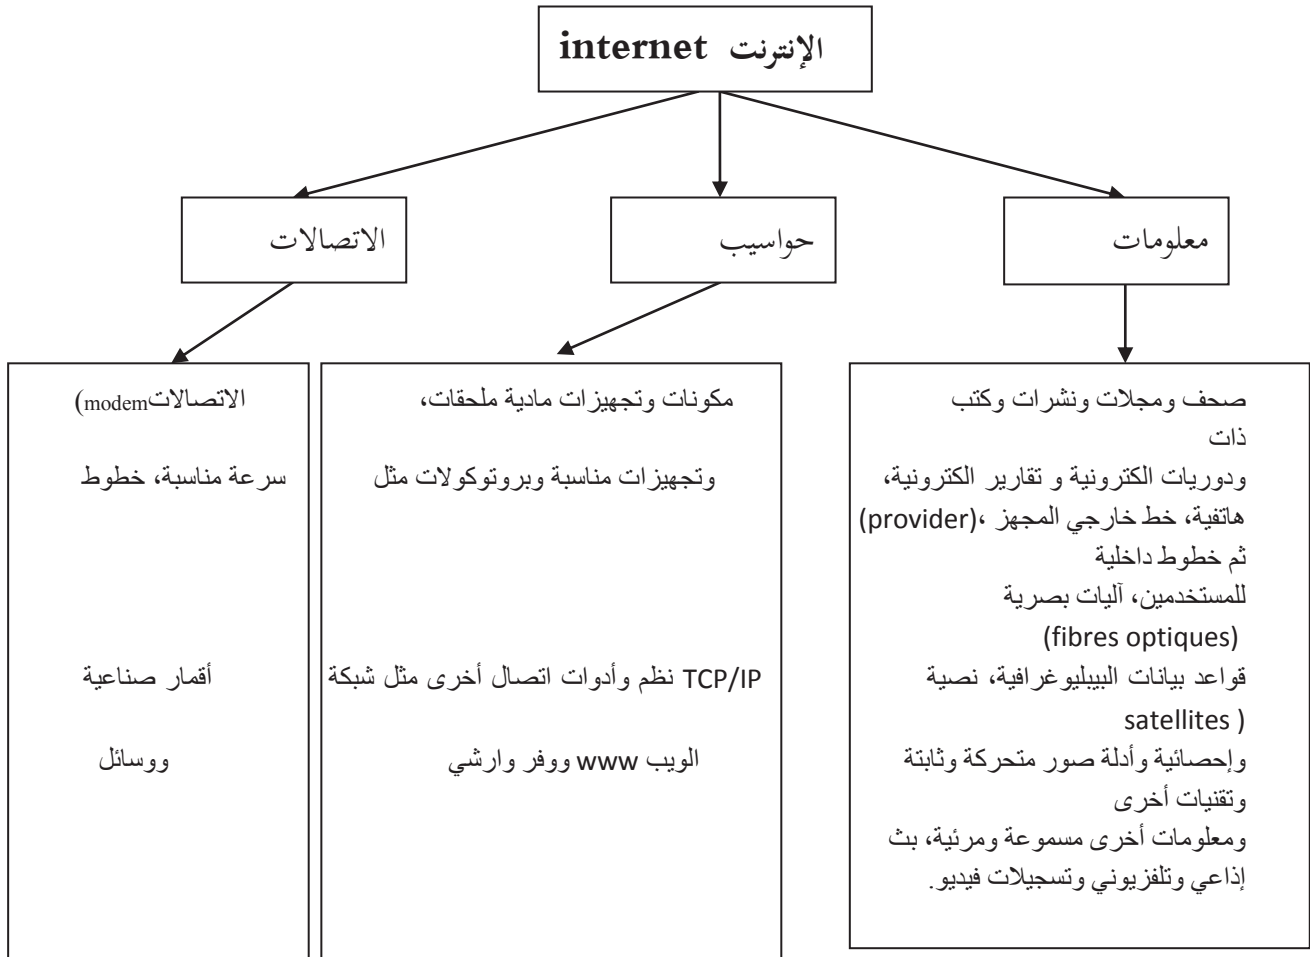 الإنترنت internet
معلومات
حواسيب
الاتصالات
صحف ومجلات ونشرات وكتب
ذات
ودوريات الكترونية و تقارير الكترونية،
هاتفية، خط خارجي المجهز ،(provider)
ثم خطوط داخلية
للمستخدمين، آليات بصرية
(fibres optiques)
قواعد بيانات البيبليوغرافية، نصية
satellites )
وإحصائية وأدلة صور متحركة وثابتة
وتقنيات أخرى
ومعلومات أخرى مسموعة ومرئية، بث
إذاعي وتلفزيوني وتسجيلات فيديو.
مكونات وتجهيزات مادية ملحقات،
وتجهيزات مناسبة وبروتوكولات مثل
TCP/IP نظم وأدوات اتصال أخرى مثل شبكة
الويب www ووفر وارشي
الاتصالاتmodem)
سرعة مناسبة، خطوط
أقمار صناعية
ووسائل